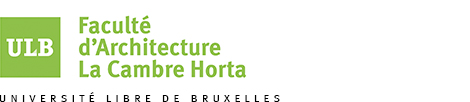 ULB
Faculté
d'Architecture
La Cambre Horta
UNIVERSITÉ LIBRE DE BRUXELLES